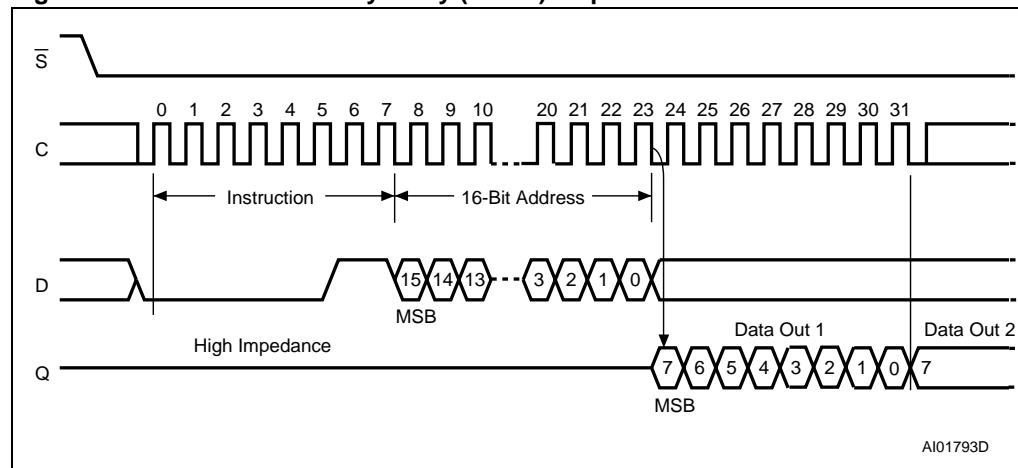 S
0 1 2 3 4 5 6 7 8 9 10 20 21 22 23 24 25 26 27 28 29 30 31
C
Instruction 16-Bit Address
D
15 14 13 3 2 1 0
MSB
High Impedance
Data Out 1 Data Out 2
Q
7 6 5 4 3 2 1 0 7
MSB
AI01793D